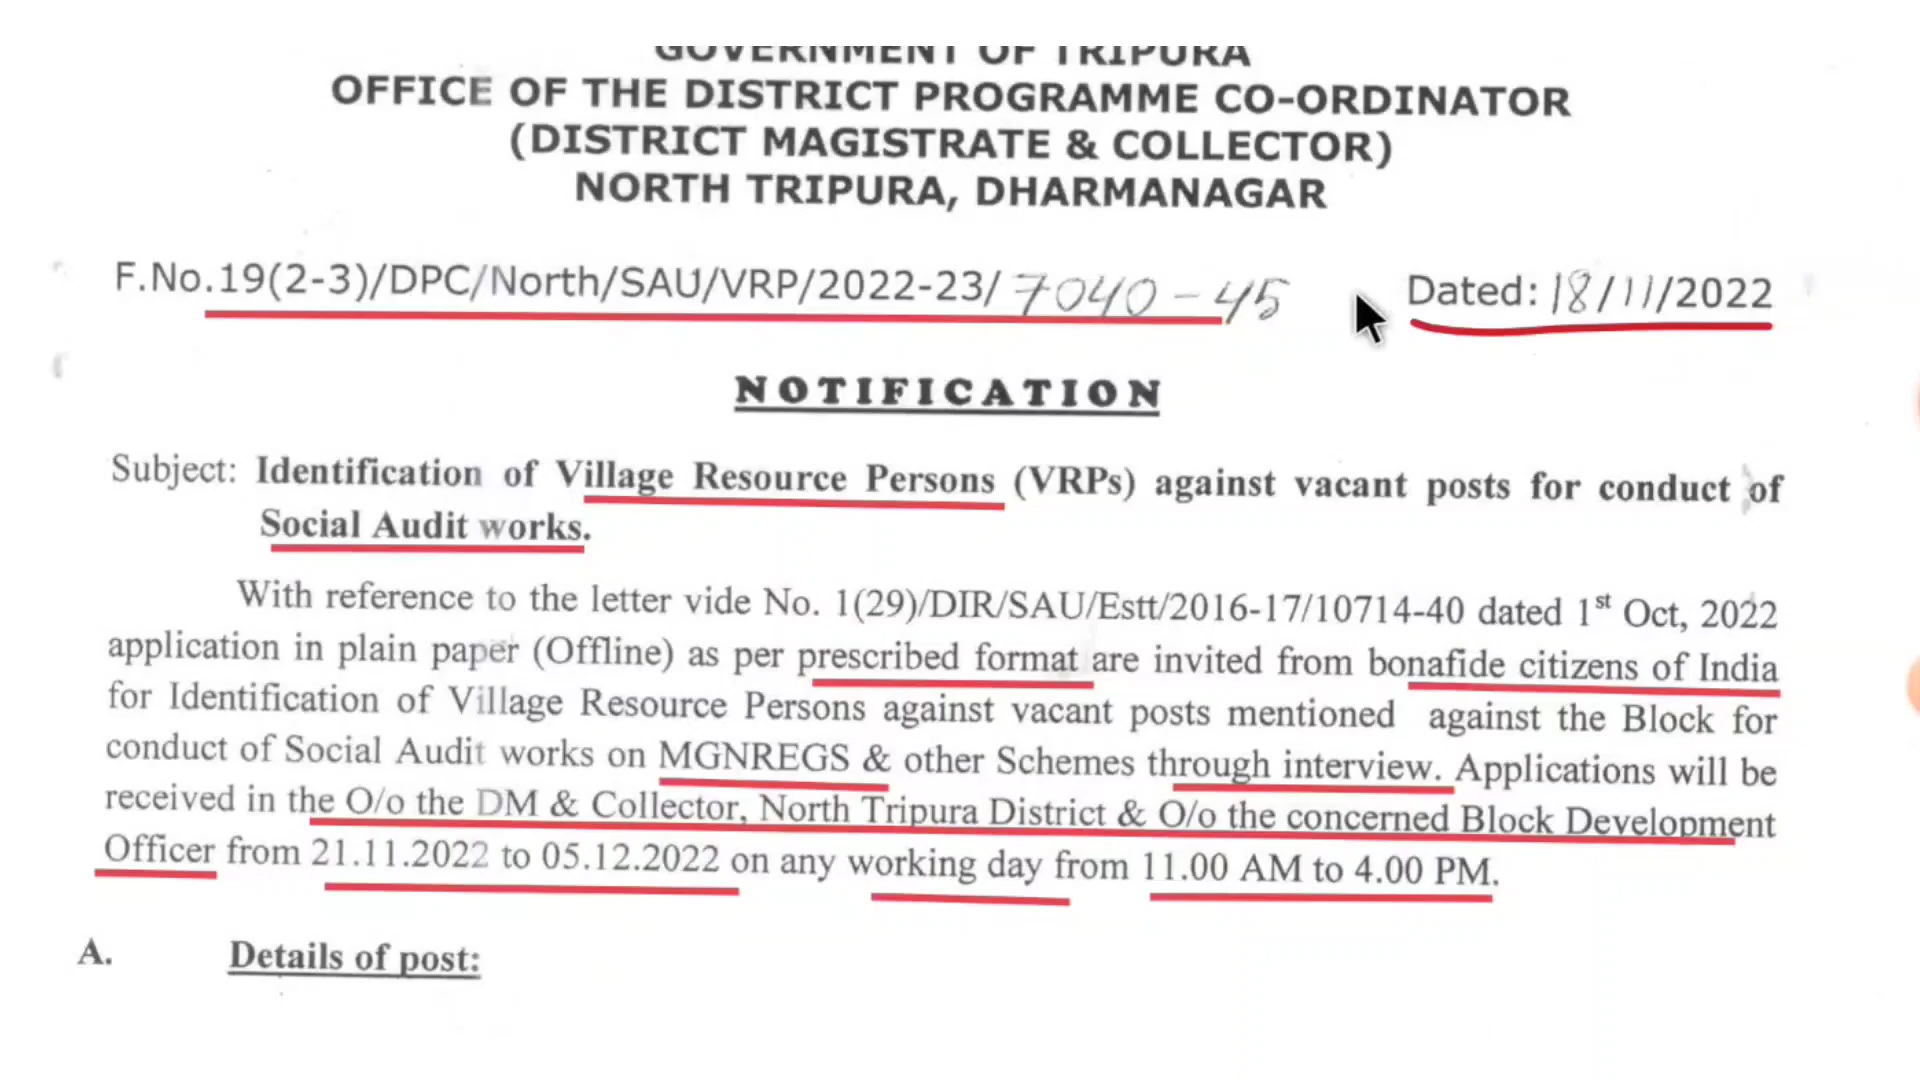 GOVERNMENT OF TRIPURA
OFFICE OF THE DISTRICT PROGRAMME CO-ORDINATOR
(DISTRICT MAGISTRATE & COLLECTOR)
NORTH TRIPURA, DHARMANAGAR
F.No.19(2-3)/DPC/North/SAU/VRP/2022-23/7040-45 Dated: 18/11/2022
NOTIFICATION
Subject: Identification of Village Resource Persons (VRPs) against vacant posts for conduct of
Social Audit works.
With reference to the letter vide No. 1(29)/DIR/SAU/Estt/2016-17/10714-40 dated 1st Oct, 2022
application in plain paper (Offline) as per prescribed format are invited from bonafide citizens of India
for Identification of Village Resource Persons against vacant posts mentioned against the Block for
conduct of Social Audit works on MGNREGS & other Schemes through interview. Applications will be
received in the O/o the DM & Collector, North Tripura District & O/o the concerned Block Development
Officer from 21.11.2022 to 05.12.2022 on any working day from 11.00 AM to 4.00 PM.
A. Details of post: